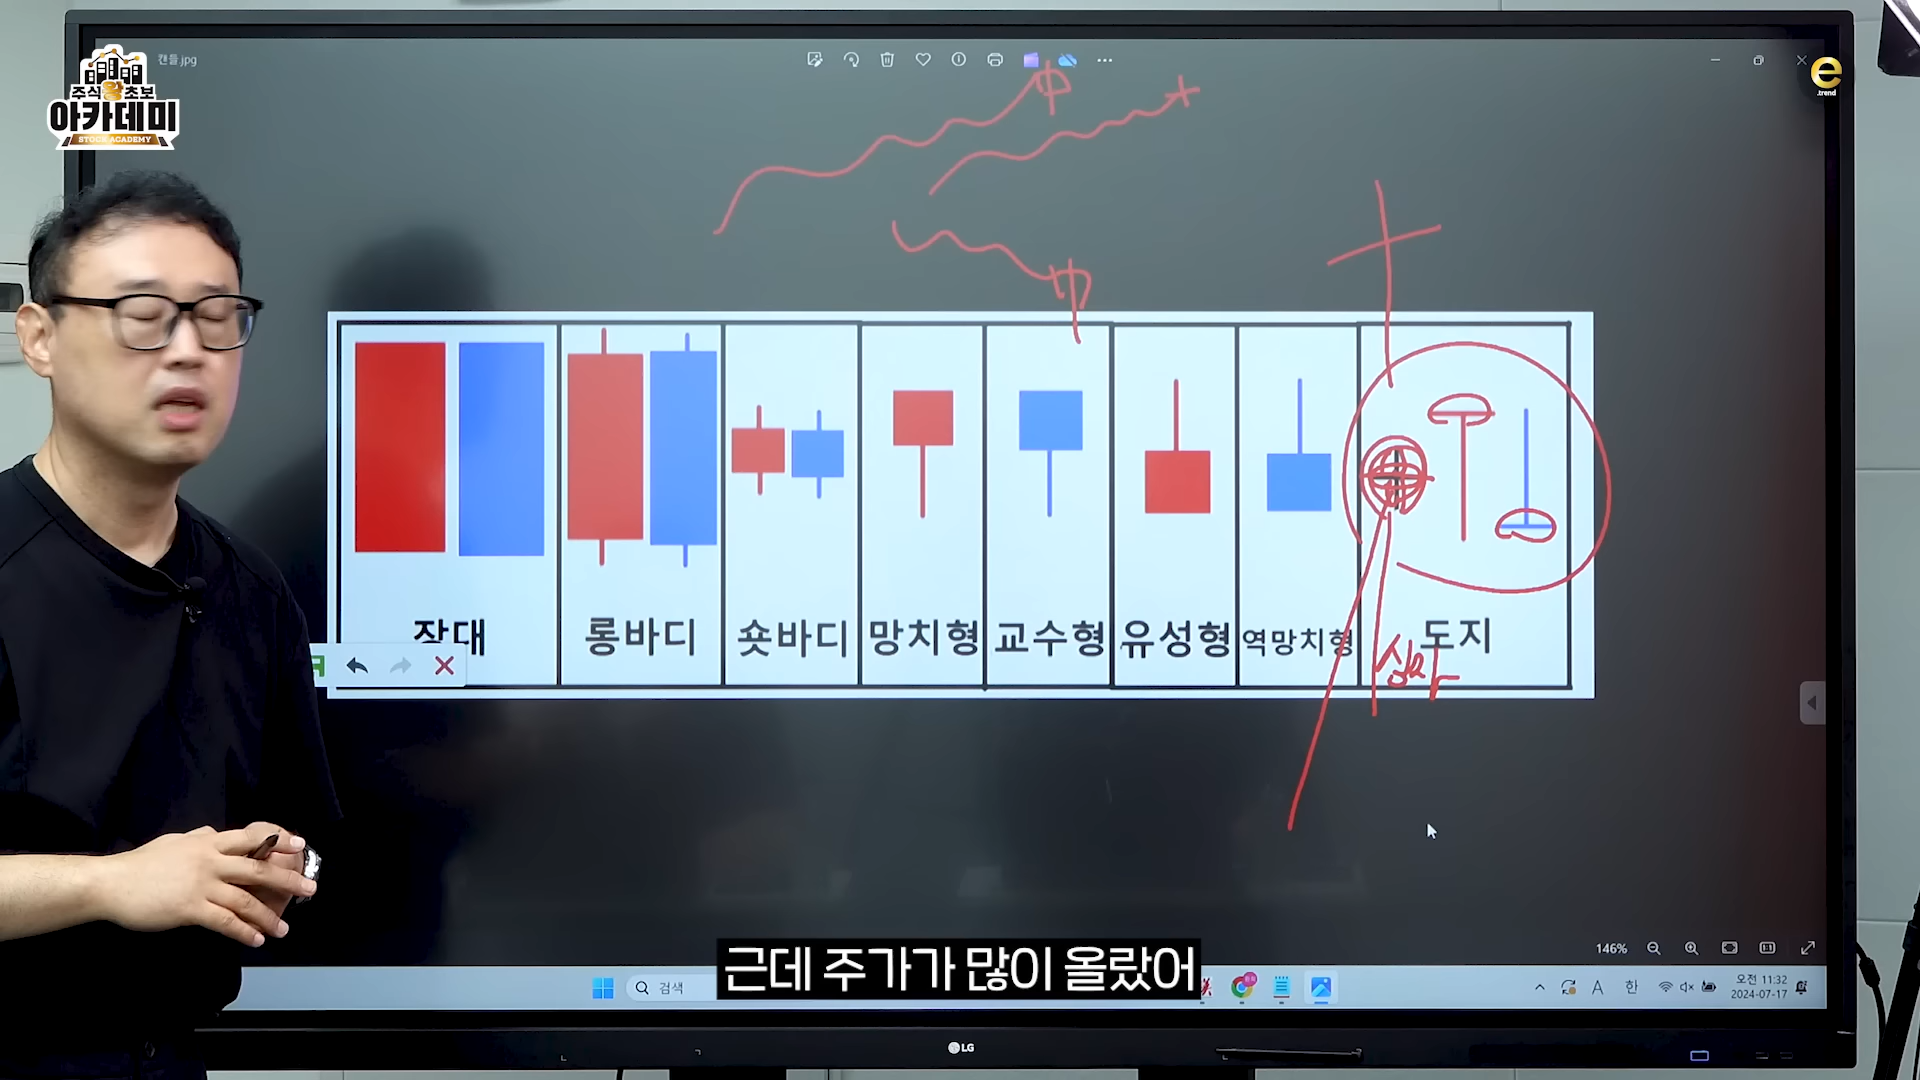 캔들.jpg
주식왕초보
아카데미
STOCK ACADEMY
e
.trend
장대
롱바디
숏바디
망치형
교수형
유성형
역망치형
도지
근데 주가가 많이 올랐어
146%
검색
A
한
오전 11:32
2024-07-17
LG